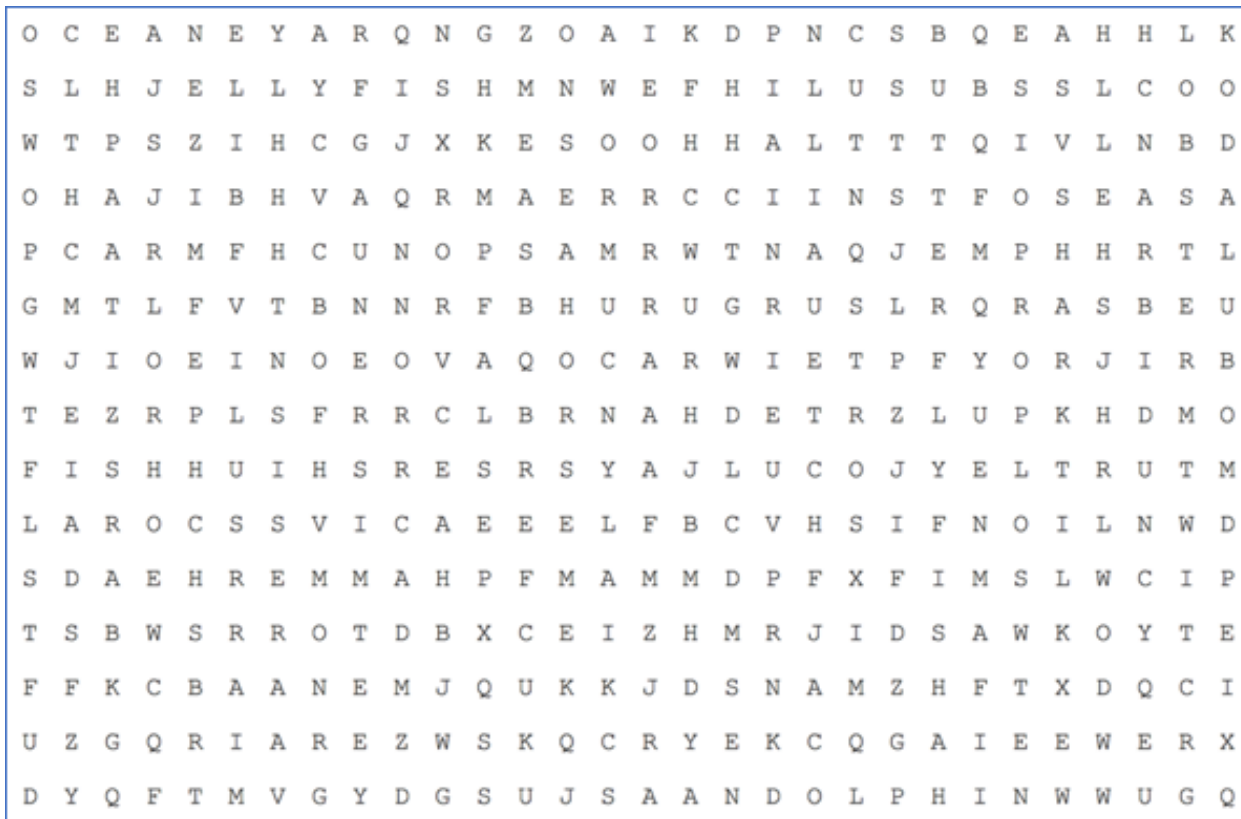 O C E A N E Y A R Q N G Z O A I K D P N C S B Q E A H H L K
S L H J E L L Y F I S H M N W E F H I L U S U B S S L C O O
W T P S Z I H C G J X K E S O O H H A L T T T Q I V L N B D
O H A J I B H V A Q R M A E R R C C I I N S T F O S E A S A
P C A R M F H C U N O P S A M R W T N A Q J E M P H H R T L
G M T L F V T B N N R F B H U R U G R U S L R Q R A S B E U
W J I O E I N O E O V A Q O C A R W I E T P F Y O R J I R B
T E Z R P L S F R R C L B R N A H D E T R Z L U P K H D M O
F I S H H U I H S R E S R S Y A J L U C O J Y E L T R U T M
L A R O C S S V I C A E E E L F B C V H S I F N O I L N W D
S D A E H R E M M A H P F M A M M D P F X F I M S L W C I P
T S B W S R R O T D B X C E I Z H M R J I D S A W K O Y T E
F F K C B A A N E M J Q U K K J D S N A M Z H F T X D Q C I
U Z G Q R I A R E Z W S K Q C R Y E K C Q G A I E E W E R X
D Y Q F T M V G Y D G S U J S A A N D O L P H I N W W U G Q